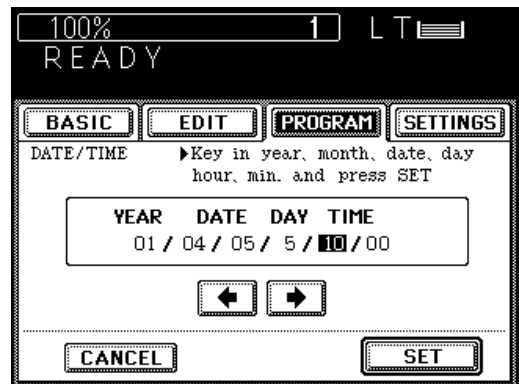 100% 1 LT
READY
BASIC EDIT PROGRAM SETTINGS
DATE/TIME ▶Key in year, month, date, day
hour, min. and press SET
YEAR DATE DAY TIME
01 / 04 / 05 / 5 / 10 / 00
CANCEL SET